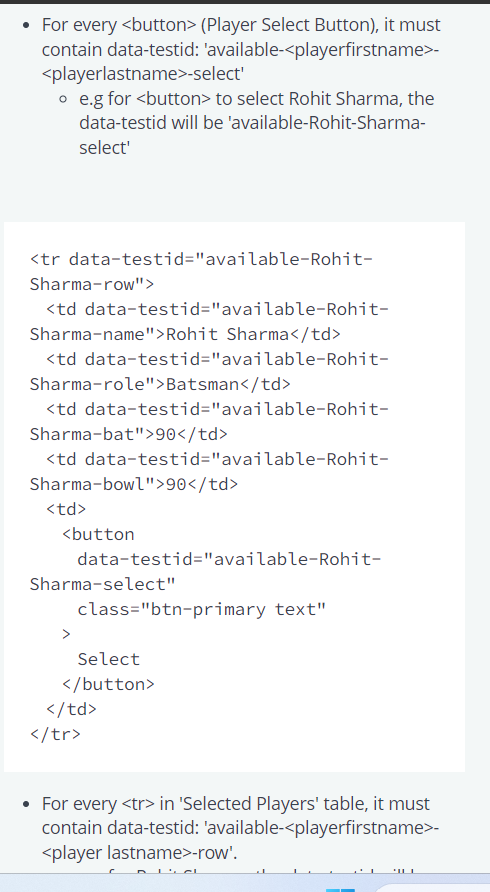 For every <button> (Player Select Button), it must
contain data-testid: 'available-<playerfirstname>-
<playerlastname>-select'
e.g for <button> to select Rohit Sharma, the
data-testid will be 'available-Rohit-Sharma-
select'
<tr data-testid="available-Rohit-
Sharma-row">
<td data-testid="available-Rohit-
Sharma-name">Rohit Sharma</td>
<td data-testid="available-Rohit-
Sharma-role">Batsman</td>
<td data-testid="available-Rohit-
Sharma-bat">90</td>
<td data-testid="available-Rohit-
Sharma-bowl">90</td>
<td>
<button
data-testid="available-Rohit-
Sharma-select"
class="btn-primary text"
>
Select
</button>
</td>
</tr>
For every <tr> in 'Selected Players' table, it must
contain data-testid: 'available-<playerfirstname>-
<player lastname>-row'.